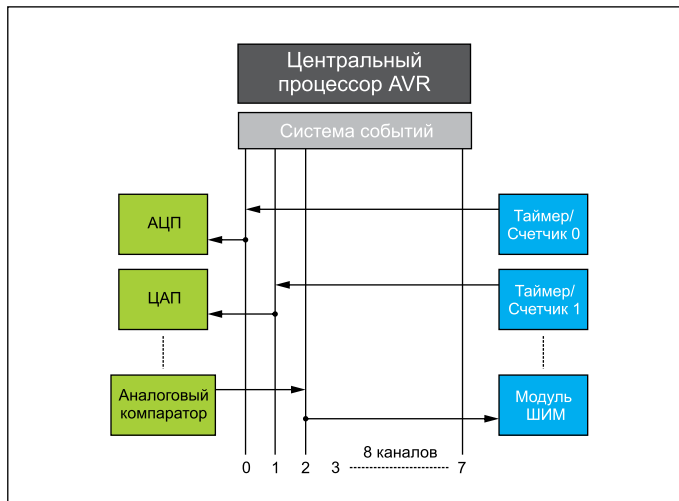 Центральный
процессор AVR
Система событий
АЦП
Таймер/
Счетчик 0
ЦАП
Таймер/
Счетчик 1
Аналоговый
компаратор
Модуль
ШИМ
8 каналов
0 1 2 3 7